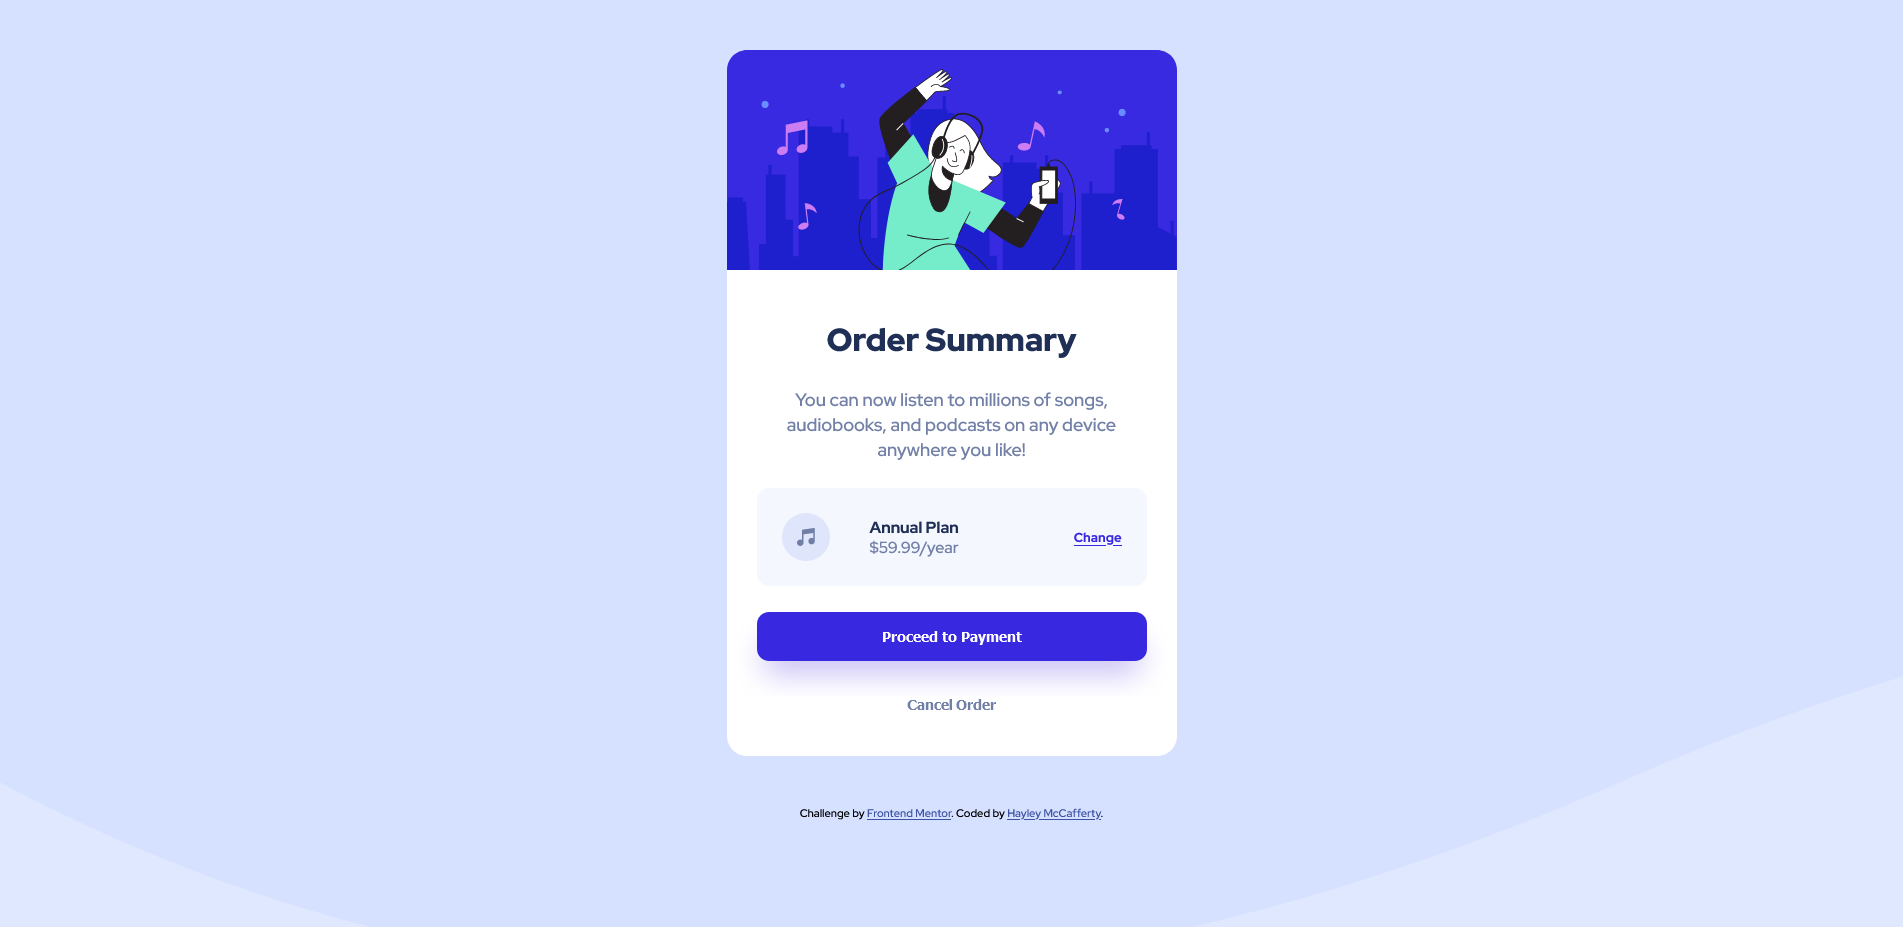 Order Summary
You can now listen to millions of songs,
audiobooks, and podcasts on any device
anywhere you like!
Annual Plan
$59.99/year
Change
Proceed to Payment
Cancel Order
Challenge by Frontend Mentor. Coded by Hayley McCafferty.